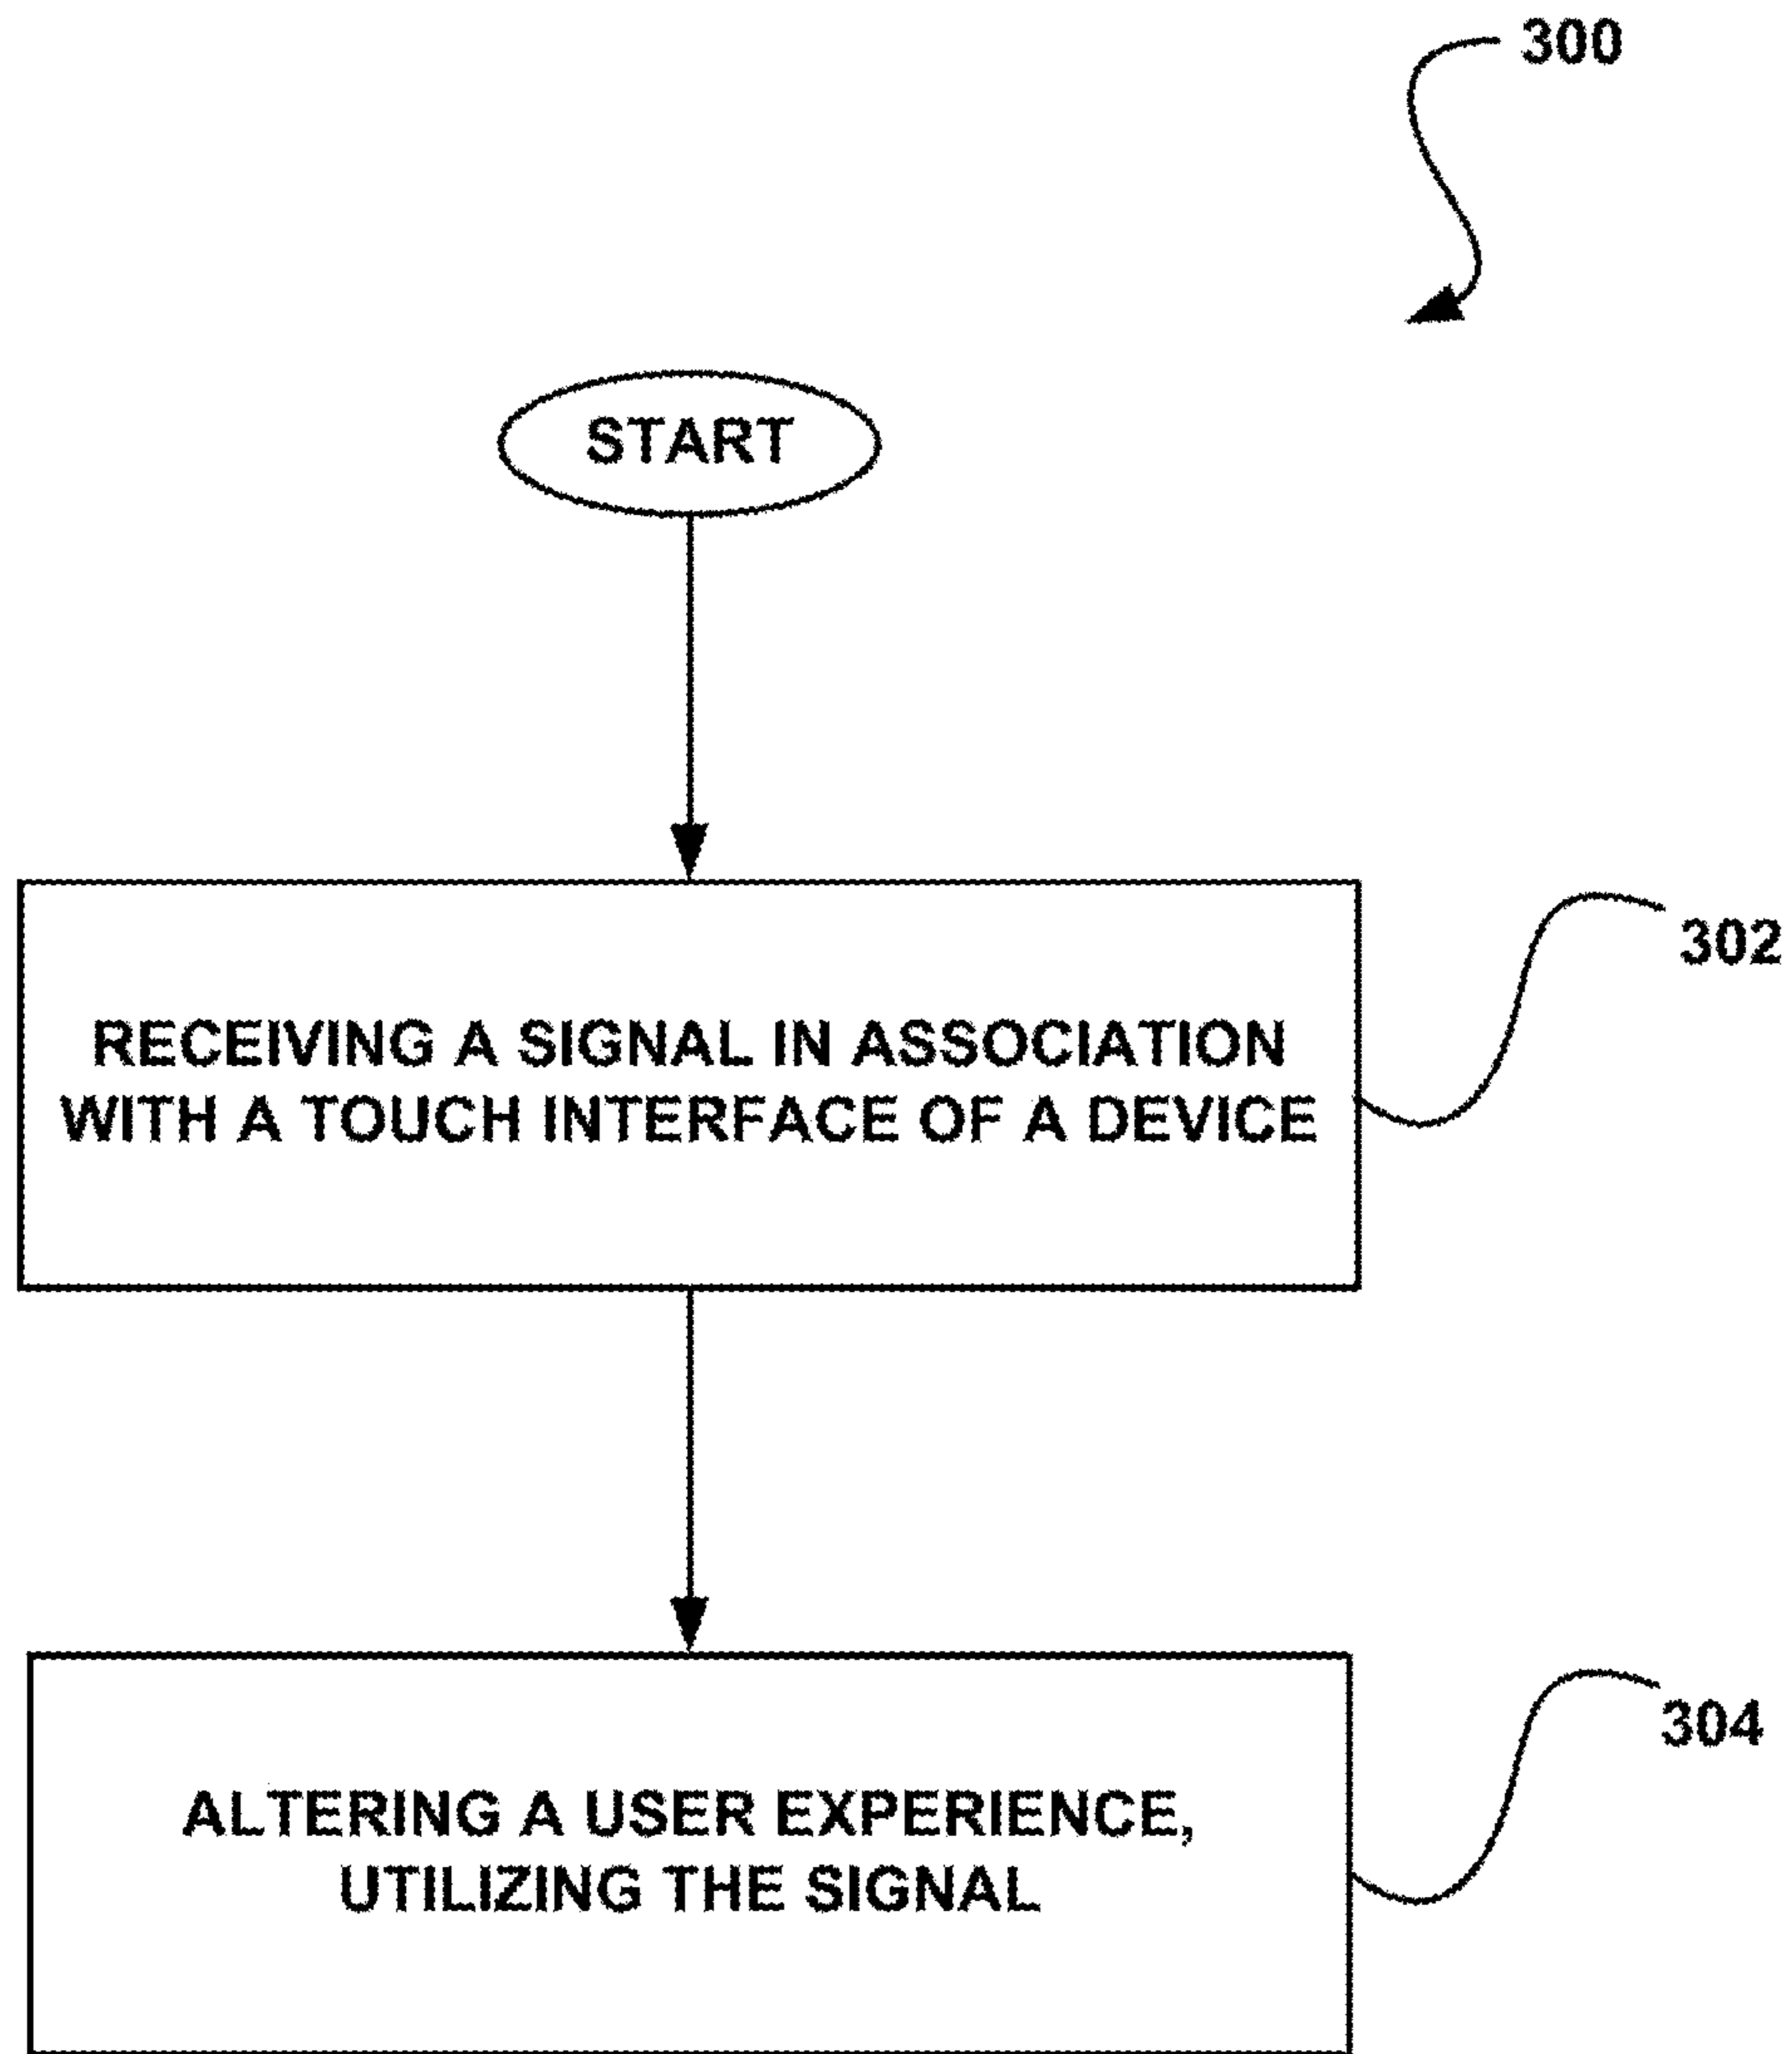 300
START
302
RECEIVING A SIGNAL IN ASSOCIATION
WITH A TOUCH INTERFACE OF A DEVICE
304
ALTERING A USER EXPERIENCE,
UTILIZING THE SIGNAL